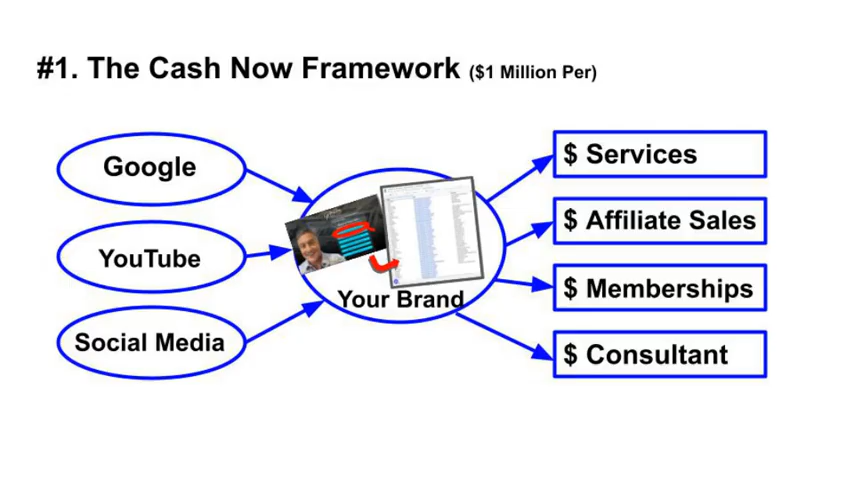 #1. The Cash Now Framework ($1 Million Per)
Google
YouTube
Social Media
Your Brand
$ Services
$ Affiliate Sales
$ Memberships
$ Consultant